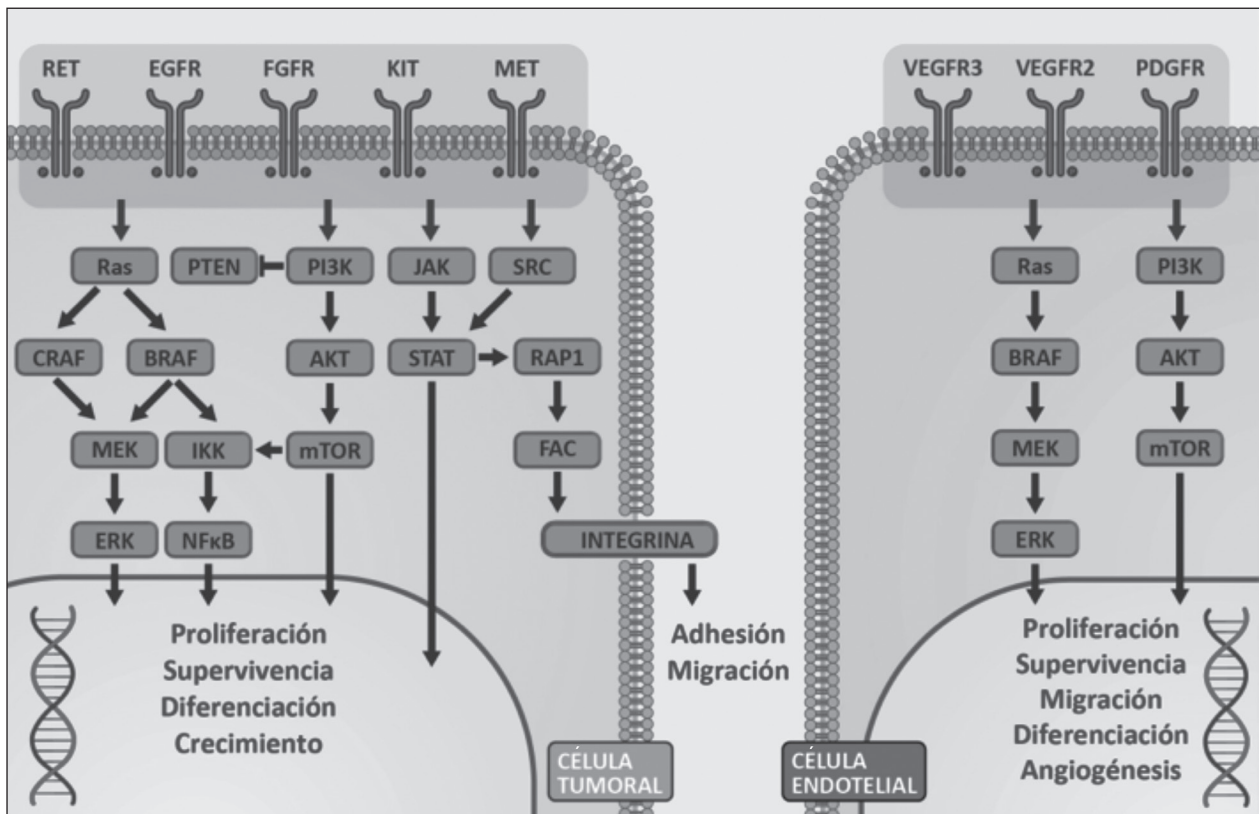 RET EGFR FGFR KIT MET
VEGFR3 VEGFR2 PDGFR
Ras PTEN PI3K JAK SRC
Ras PI3K
CRAF BRAF AKT STAT RAP1
BRAF AKT
MEK IKK mTOR FAC
MEK mTOR
ERK NFκB INTEGRINA
ERK
Proliferación
Supervivencia
Diferenciación
Crecimiento
Adhesión
Migración
Proliferación
Supervivencia
Migración
Diferenciación
Angiogénesis
CÉLULA
TUMORAL
CÉLULA
ENDOTELIAL